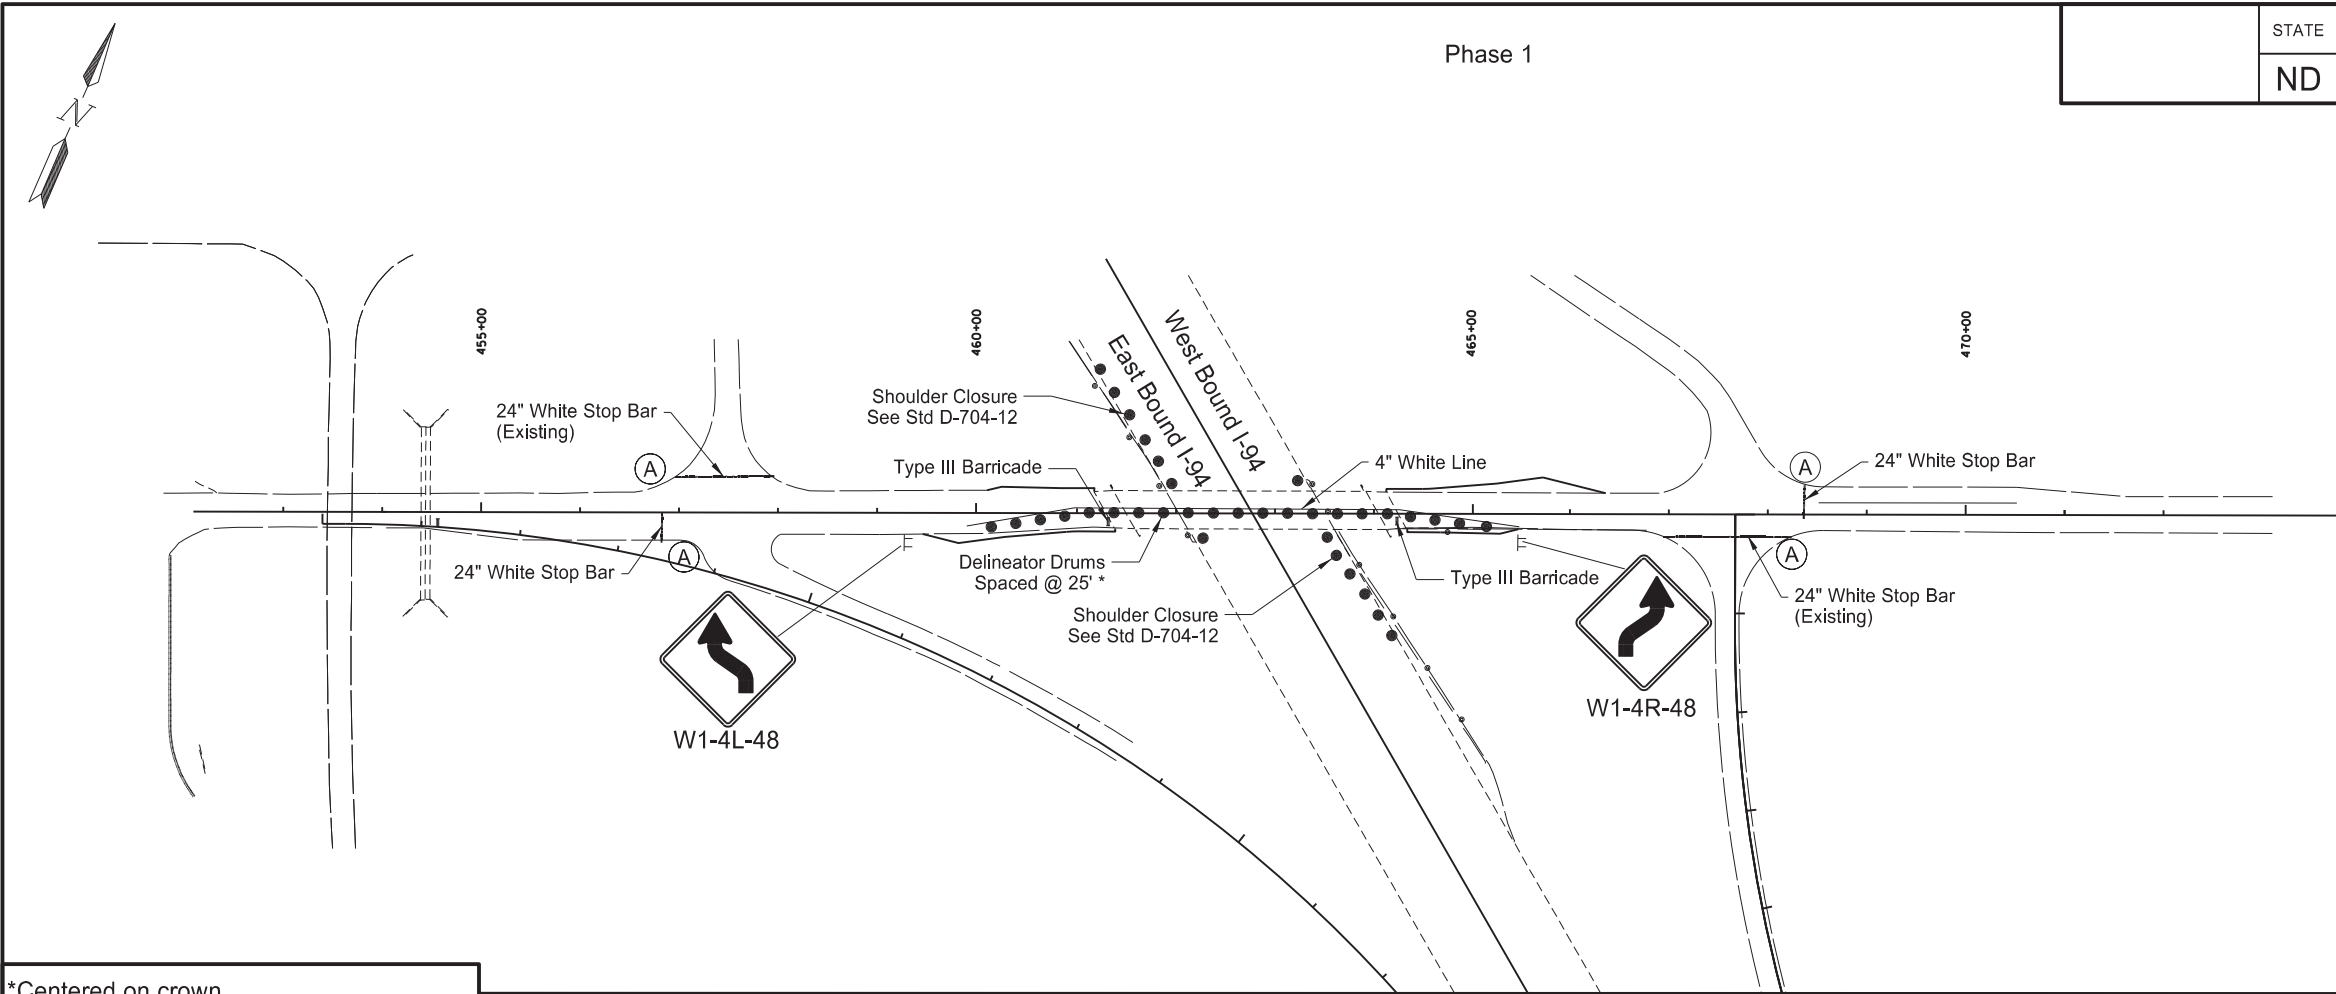 Phase 1
STATE
ND
N
455+00
460+00
465+00
470+00
East Bound I-94
West Bound I-94
24" White Stop Bar
(Existing)
A
Shoulder Closure
See Std D-704-12
Type III Barricade
4" White Line
A
24" White Stop Bar
24" White Stop Bar
A
Delineator Drums
Spaced @ 25' *
Shoulder Closure
See Std D-704-12
Type III Barricade
A
24" White Stop Bar
(Existing)
W1-4L-48
W1-4R-48
*Centered on crown